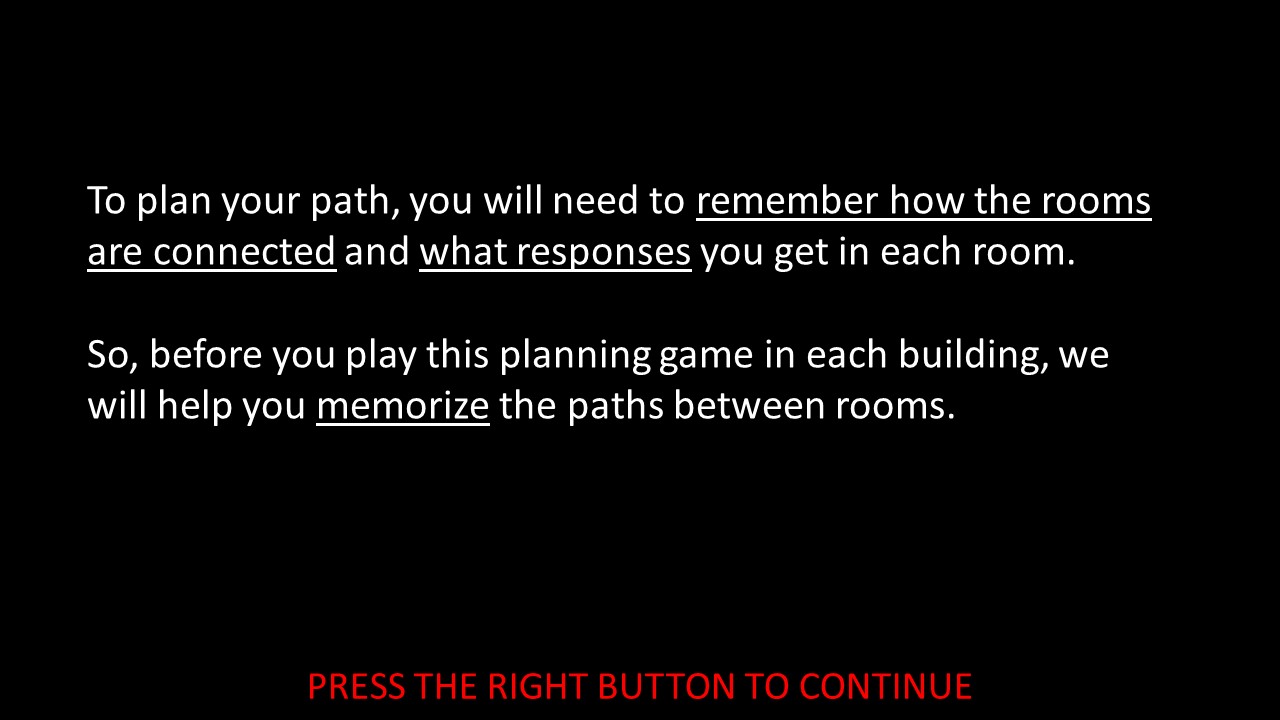 To plan your path, you will need to remember how the rooms
are connected and what responses you get in each room.
So, before you play this planning game in each building, we
will help you memorize the paths between rooms.
PRESS THE RIGHT BUTTON TO CONTINUE